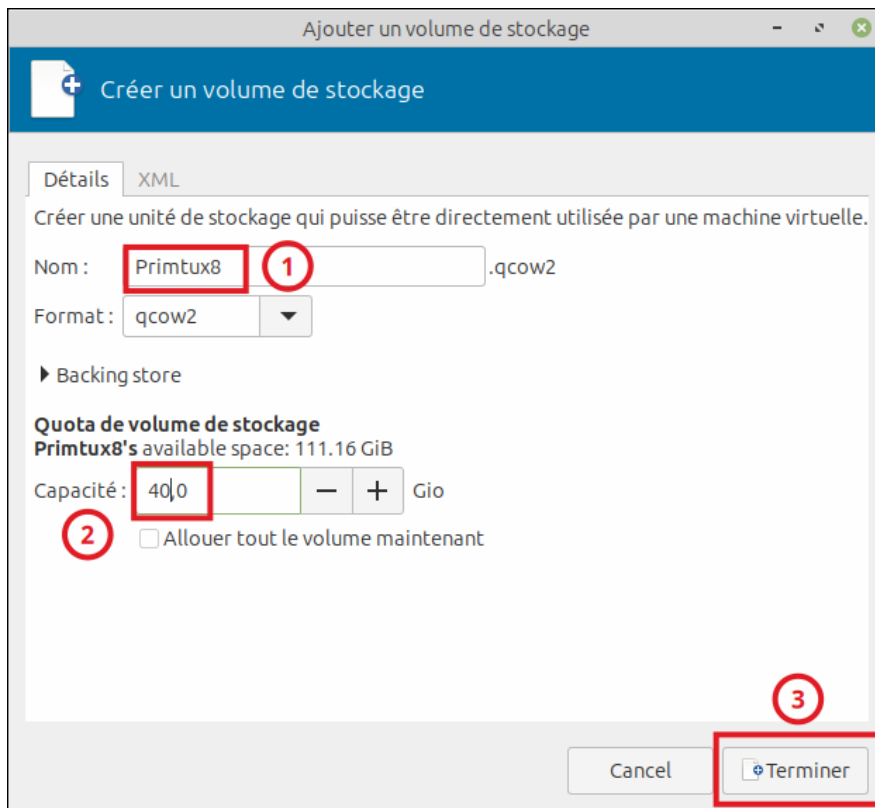 Ajouter un volume de stockage
Créer un volume de stockage
Détails XML
Créer une unité de stockage qui puisse être directement utilisée par une machine virtuelle.
Nom : Primtux8 .qcow2 1
Format : qcow2
Backing store
Quota de volume de stockage
Primtux8's available space: 111.16 GiB
Capacité : 40,0 − + Gio
2 Allouer tout le volume maintenant
3
Cancel Terminer